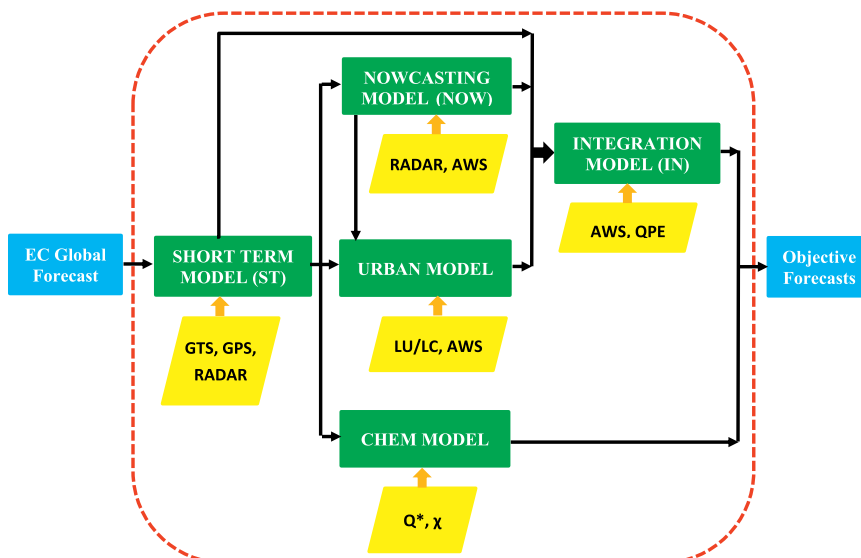 NOWCASTING
MODEL (NOW)
RADAR, AWS
INTEGRATION
MODEL (IN)
AWS, QPE
EC Global
Forecast
SHORT TERM
MODEL (ST)
URBAN MODEL
Objective
Forecasts
GTS, GPS,
RADAR
LU/LC, AWS
CHEM MODEL
Q*, χ